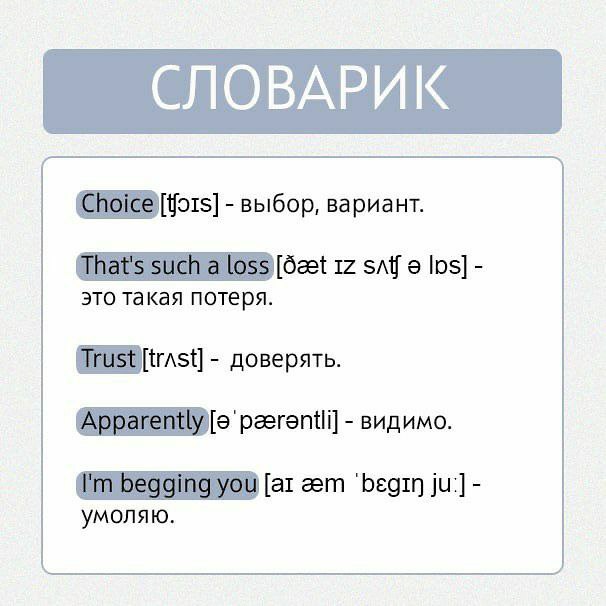 СЛОВАРИК
Choice [ʧɔɪs] - выбор, вариант.
That's such a loss [ðæt ɪz sʌʧ ə lɒs] -
это такая потеря.
Trust [trʌst] - доверять.
Apparently [əˈpærəntli] - видимо.
I'm begging you [aɪ æm ˈbɛgɪŋ juː] -
умоляю.